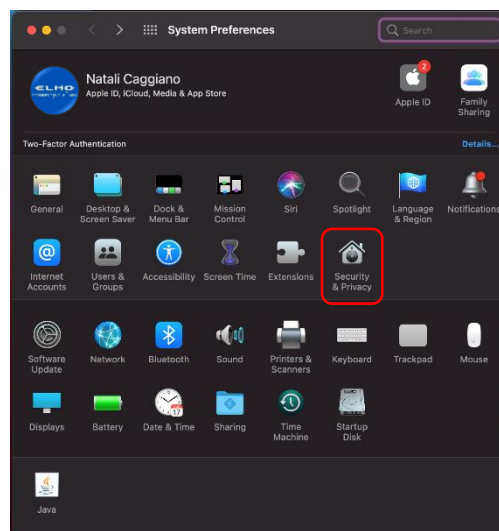 System Preferences
Search
ELMO
Natali Caggiano
Apple ID, iCloud, Media & App Store
2
Apple ID
Family
Sharing
Two-Factor Authentication
Details...
General
Desktop &
Screen Saver
Dock &
Menu Bar
Mission
Control
Siri
Spotlight
Language
& Region
Notifications
@
Internet
Accounts
Users &
Groups
Accessibility
Screen Time
Extensions
Security
& Privacy
Software
Update
Network
Bluetooth
Sound
Printers &
Scanners
Keyboard
Trackpad
Mouse
17
Displays
Battery
Date & Time
Sharing
Time
Machine
Startup
Disk
Java